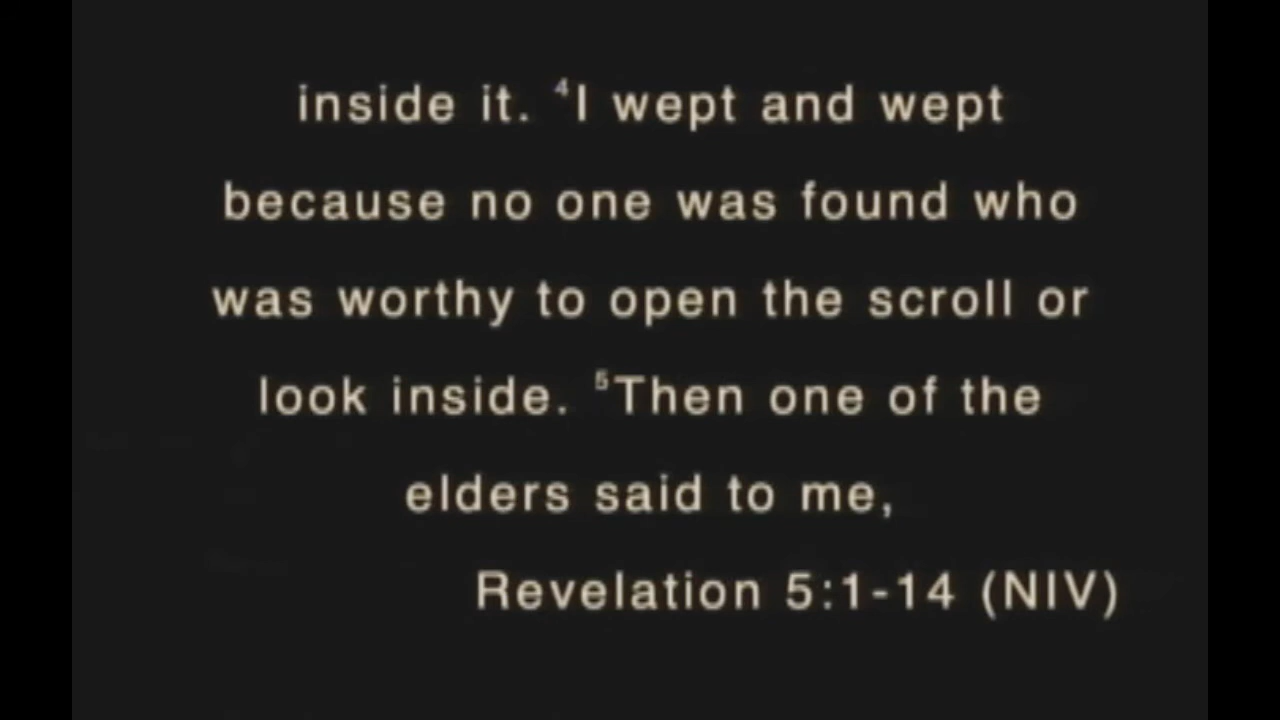 inside it. ⁴I wept and wept
because no one was found who
was worthy to open the scroll or
look inside. ⁵Then one of the
elders said to me,
Revelation 5:1-14 (NIV)